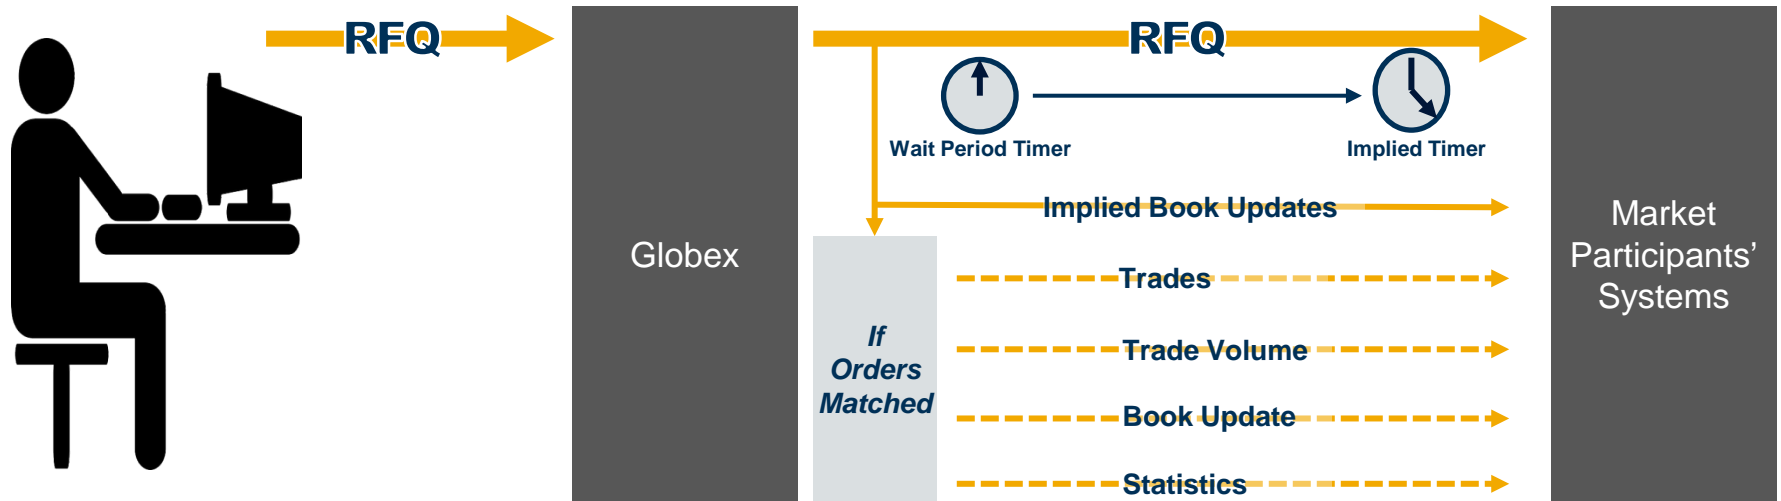 RFQ
RFQ
Wait Period Timer
Implied Timer
Implied Book Updates
Globex
Market
Participants’
Systems
If
Orders
Matched
Trades
Trade Volume
Book Update
Statistics